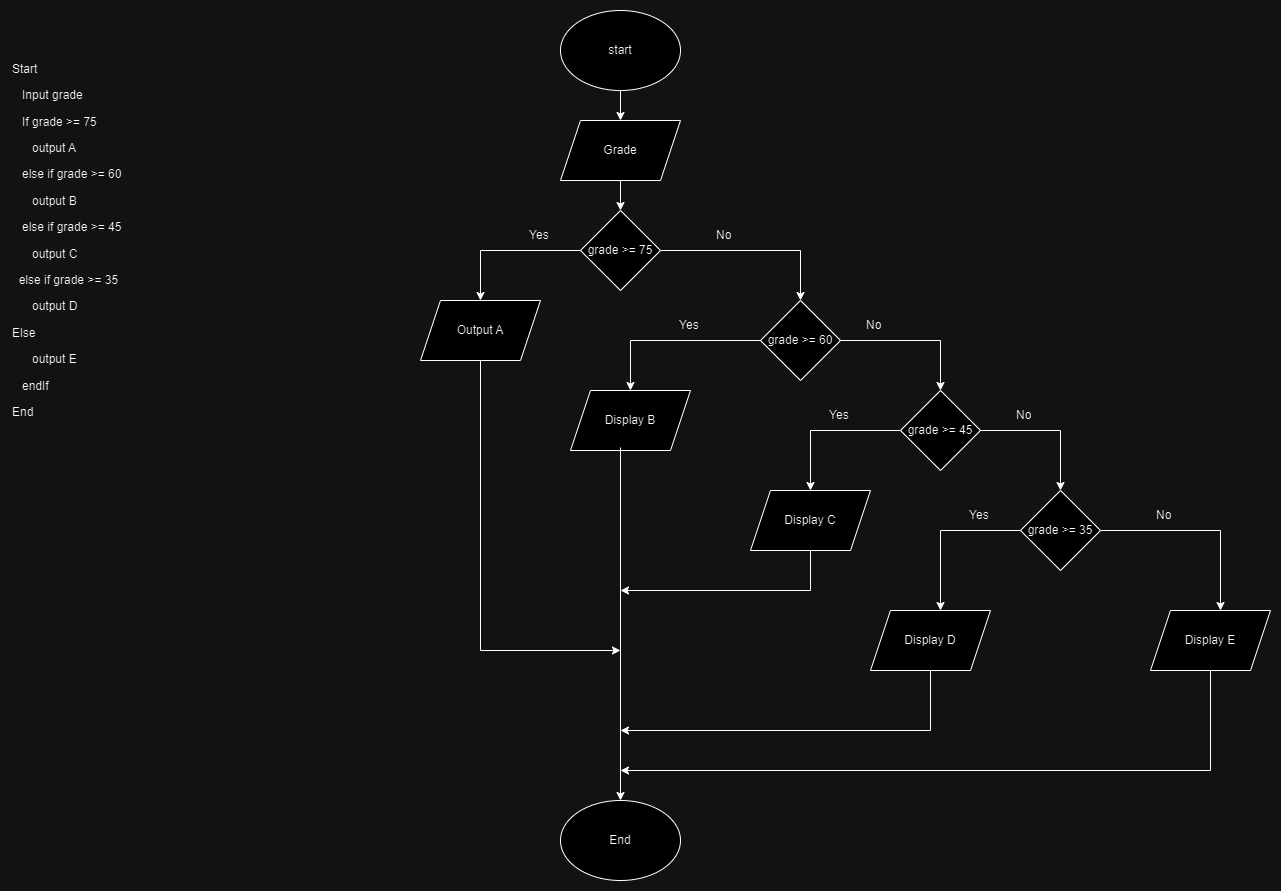 Start
Input grade
If grade >= 75
output A
else if grade >= 60
output B
else if grade >= 45
output C
else if grade >= 35
output D
Else
output E
endIf
End
start
Grade
grade >= 75
Yes
No
Output A
grade >= 60
Yes
No
Display B
grade >= 45
Yes
No
Display C
grade >= 35
Yes
No
Display D
Display E
End